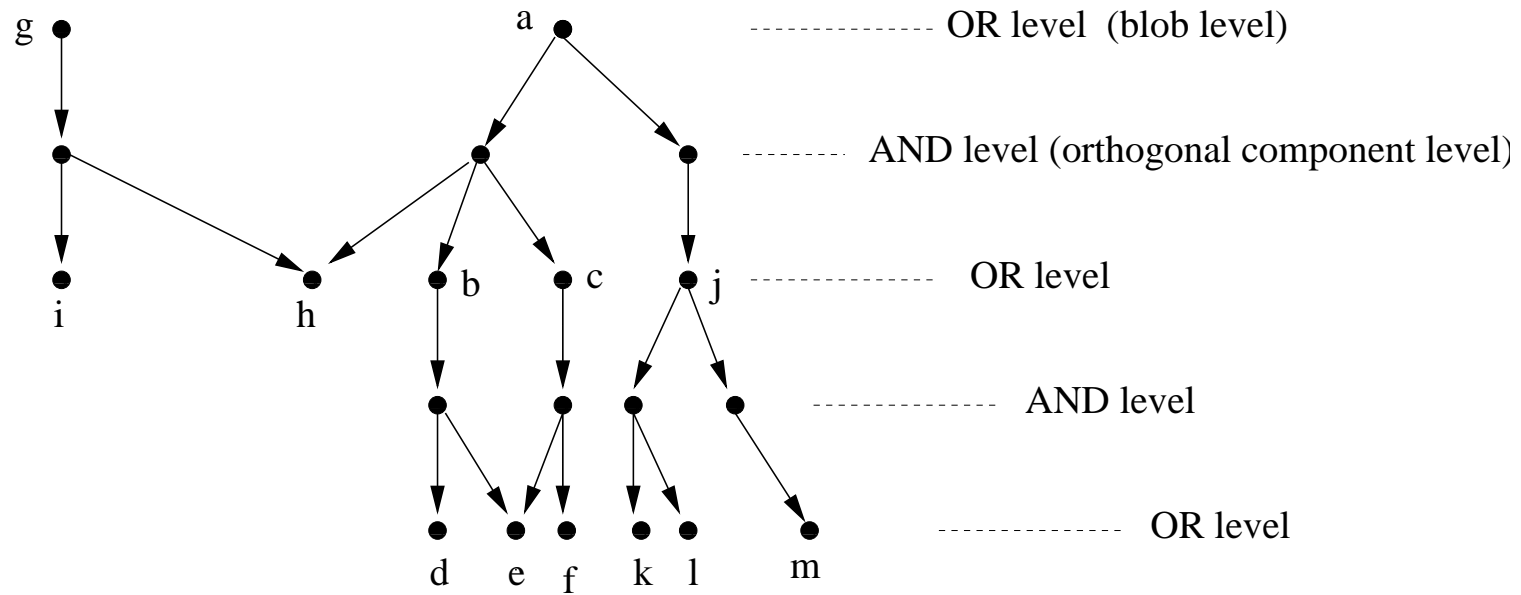 g
a
OR level (blob level)
AND level (orthogonal component level)
i
h
b
c
j
OR level
AND level
OR level
d
e
f
k
l
m